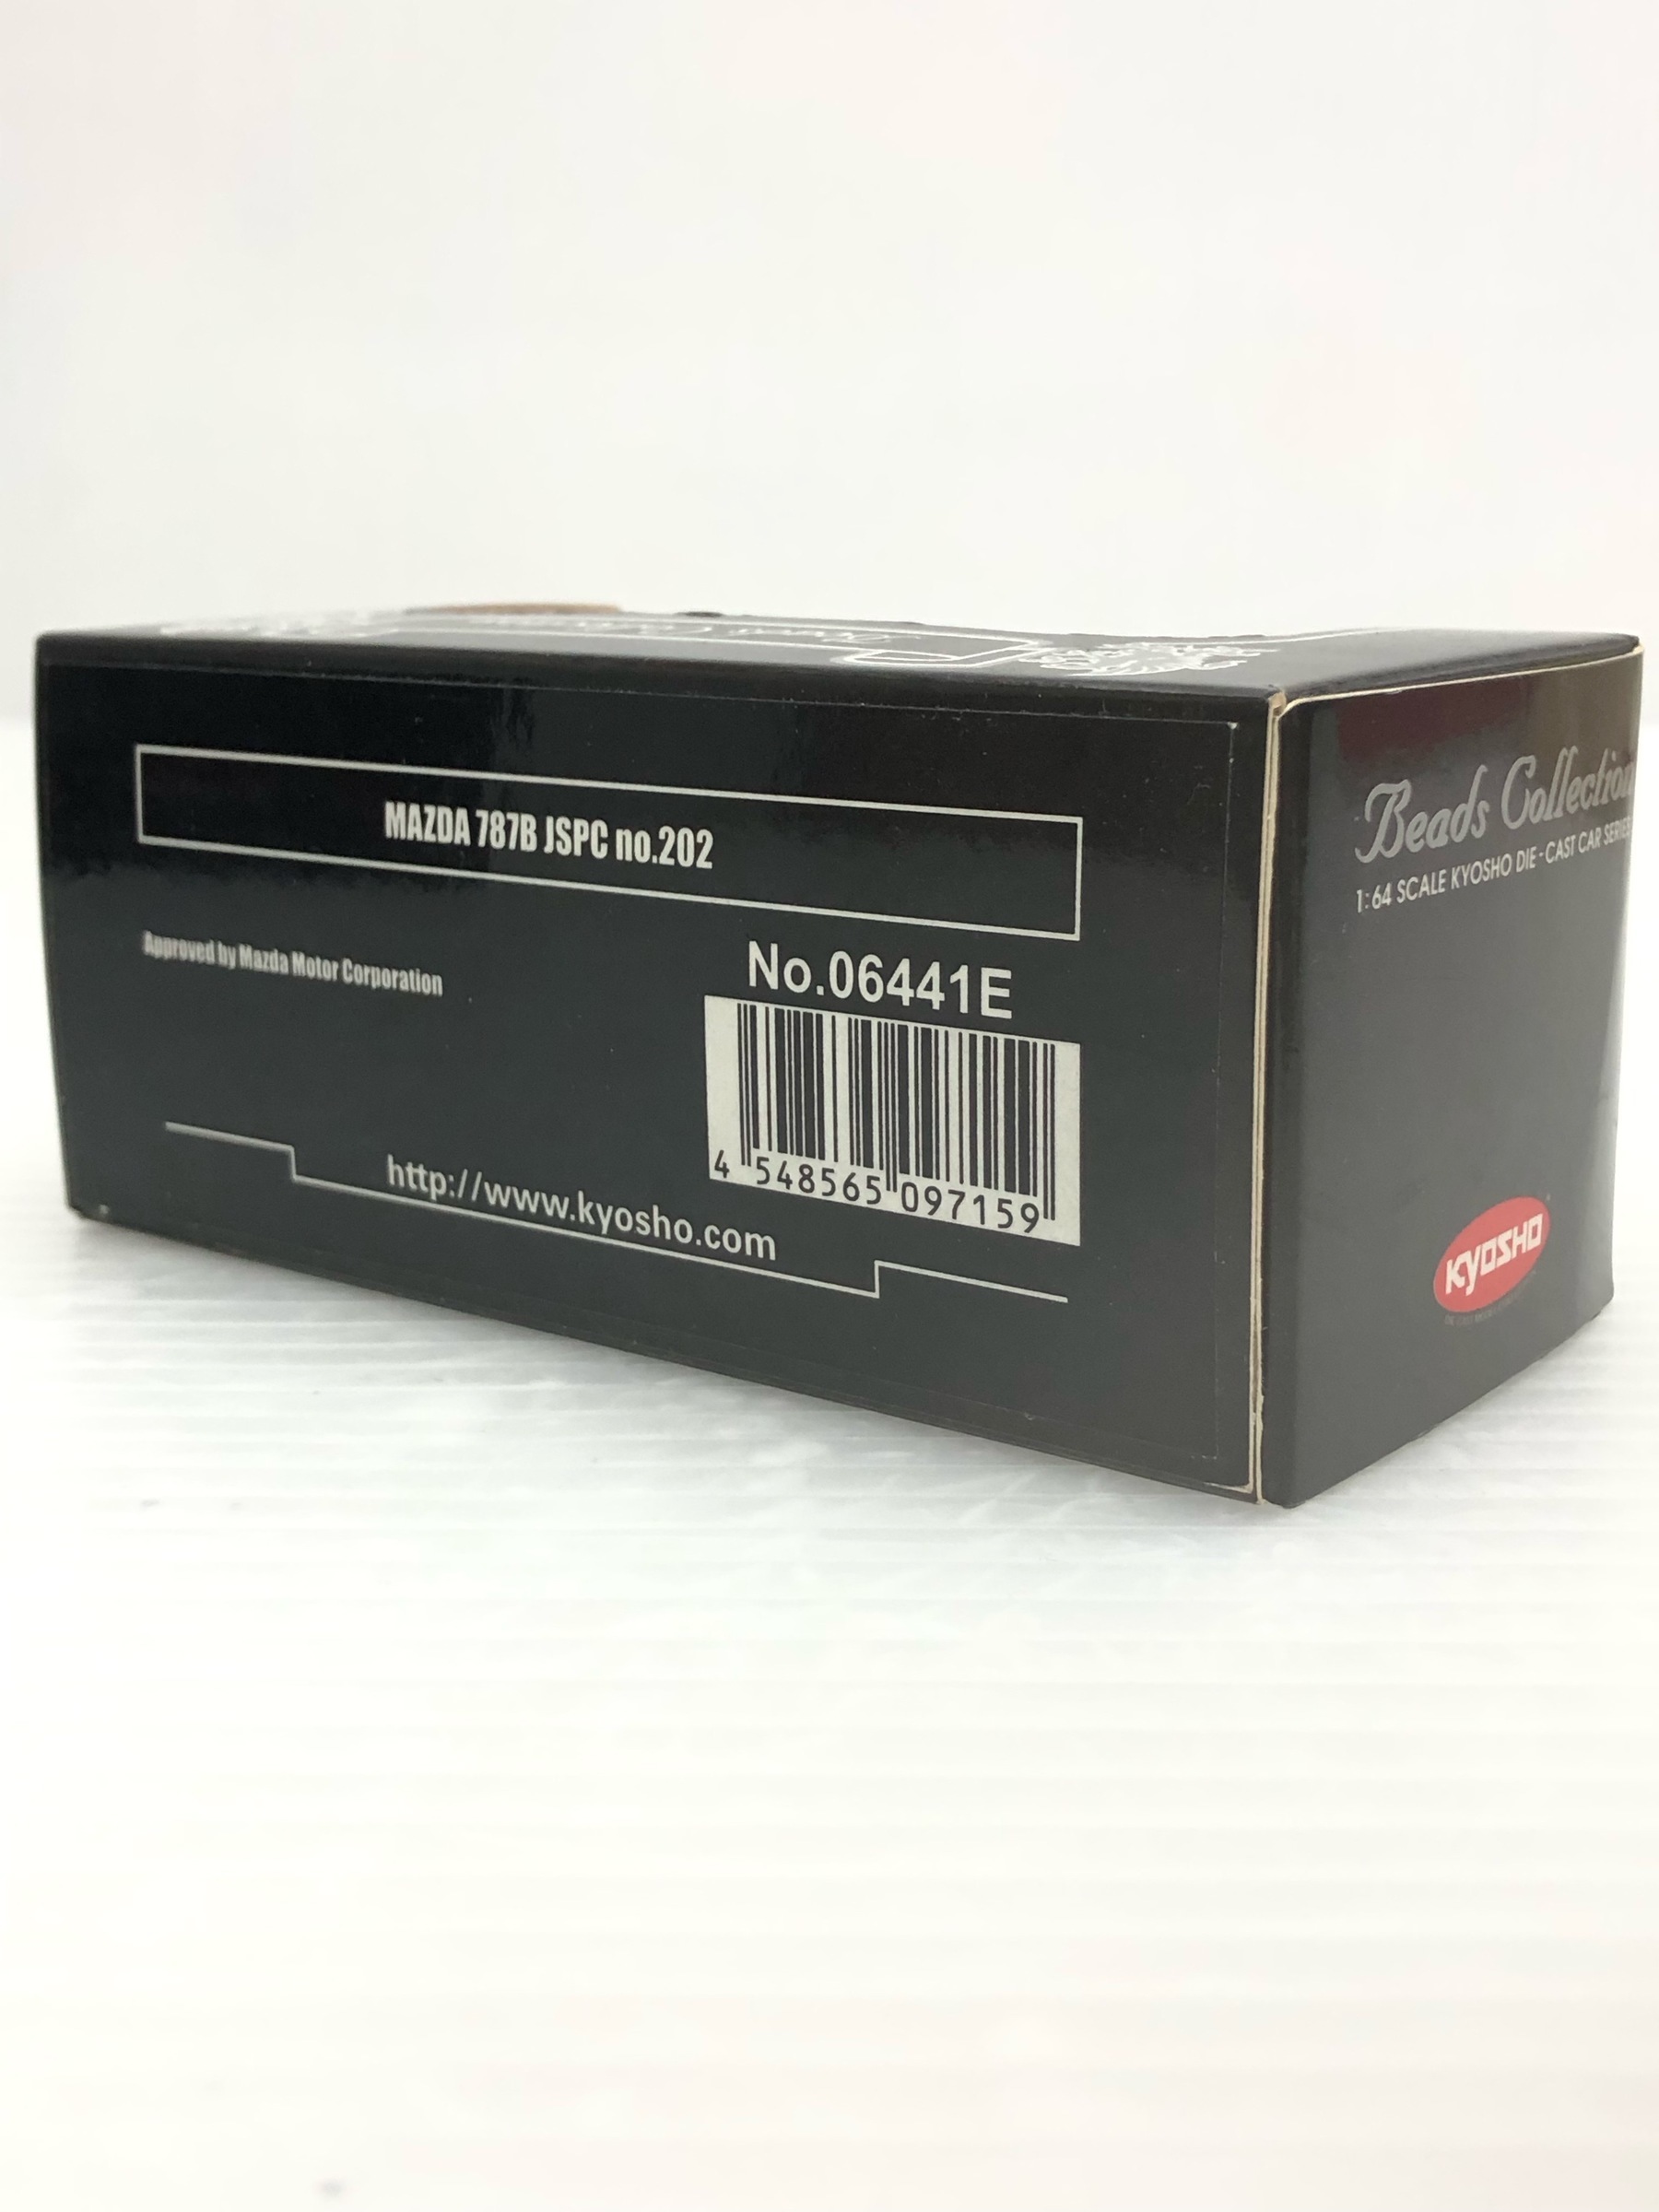 MAZDA 787B JSPC no.202
Approved by Mazda Motor Corporation
No.06441E
4 548565 097159
http://www.kyosho.com
Beads Collection
1:64 SCALE KYOSHO DIE-CAST CAR SERIES
KYOSHO